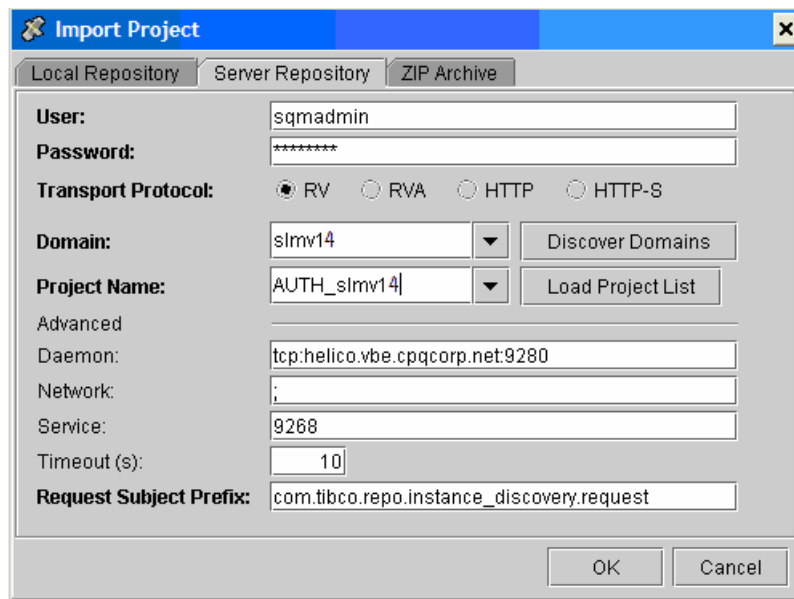 Import Project
Local Repository Server Repository ZIP Archive
User: sqmadmin
Password: ********
Transport Protocol: RV RVA HTTP HTTP-S
Domain: slmv14 Discover Domains
Project Name: AUTH_slmv14 Load Project List
Advanced
Daemon: tcp:helico.vbe.cpqcorp.net:9280
Network: ;
Service: 9268
Timeout (s): 10
Request Subject Prefix: com.tibco.repo.instance_discovery.request
OK Cancel